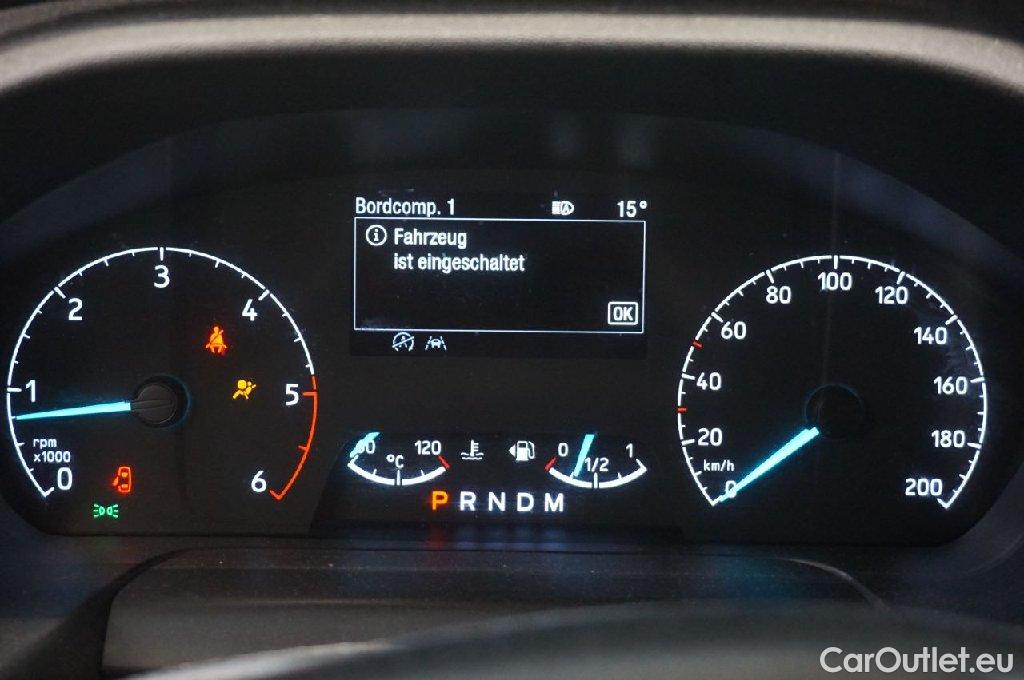 Bordcomp. 1 15°
Fahrzeug
ist eingeschaltet
OK
0 1 2 3 4 5 6
rpm
x1000
120
°C
0 1/2 1
P R N D M
0 20 40 60 80 100 120 140 160 180 200
km/h
CarOutlet.eu